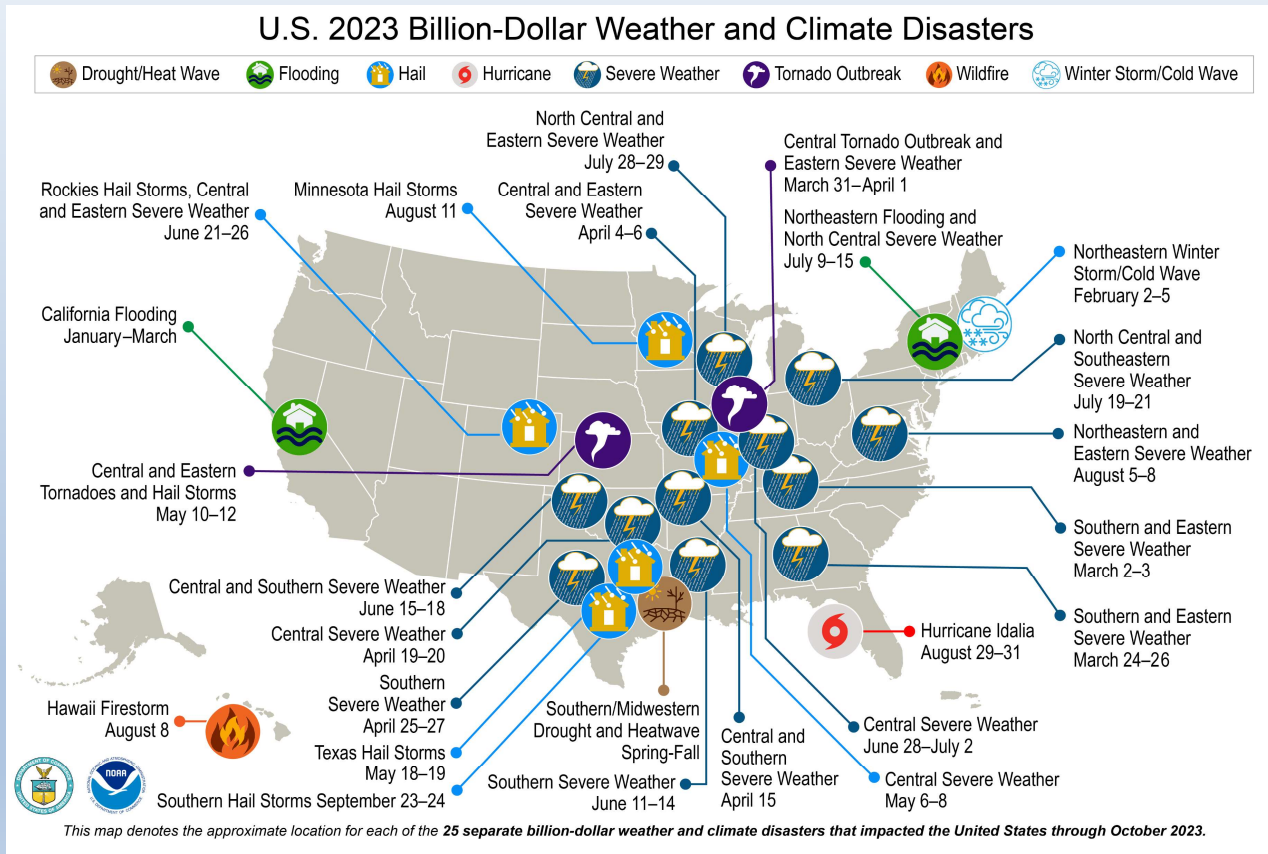 U.S. 2023 Billion-Dollar Weather and Climate Disasters
Drought/Heat Wave
Flooding
Hail
Hurricane
Severe Weather
Tornado Outbreak
Wildfire
Winter Storm/Cold Wave
North Central and
Eastern Severe Weather
July 28–29
Central Tornado Outbreak and
Eastern Severe Weather
March 31–April 1
Rockies Hail Storms, Central
and Eastern Severe Weather
June 21–26
Minnesota Hail Storms
August 11
Central and Eastern
Severe Weather
April 4–6
Northeastern Flooding and
North Central Severe Weather
July 9–15
Northeastern Winter
Storm/Cold Wave
February 2–5
California Flooding
January–March
North Central and
Southeastern
Severe Weather
July 19–21
Northeastern and
Eastern Severe Weather
August 5–8
Central and Eastern
Tornadoes and Hail Storms
May 10–12
Southern and Eastern
Severe Weather
March 2–3
Central and Southern Severe Weather
June 15–18
Southern and Eastern
Severe Weather
March 24–26
Central Severe Weather
April 19–20
Hurricane Idalia
August 29–31
Southern
Severe Weather
April 25–27
Hawaii Firestorm
August 8
Southern/Midwestern
Drought and Heatwave
Spring-Fall
Central and
Southern
Severe Weather
April 15
Central Severe Weather
June 28–July 2
Texas Hail Storms
May 18–19
Southern Severe Weather
June 11–14
Central Severe Weather
May 6–8
Southern Hail Storms September 23–24
NOAA
This map denotes the approximate location for each of the 25 separate billion-dollar weather and climate disasters that impacted the United States through October 2023.